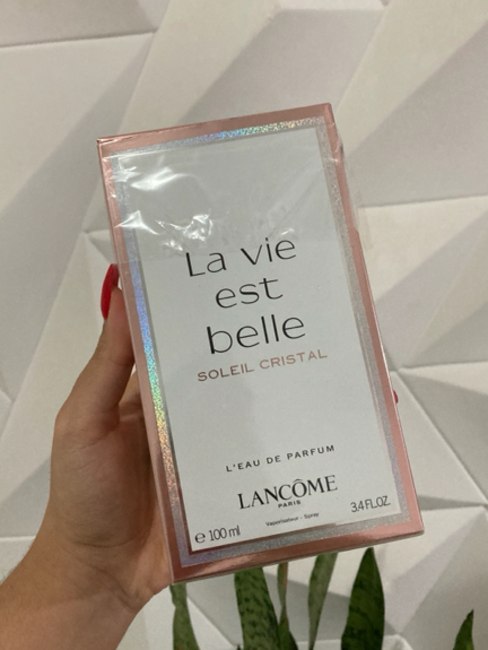 La vie
est
belle
SOLEIL CRISTAL
L'EAU DE PARFUM
LANCÔME
PARIS
℮ 100 ml
Vaporisateur - Spray
3.4 FL.OZ.